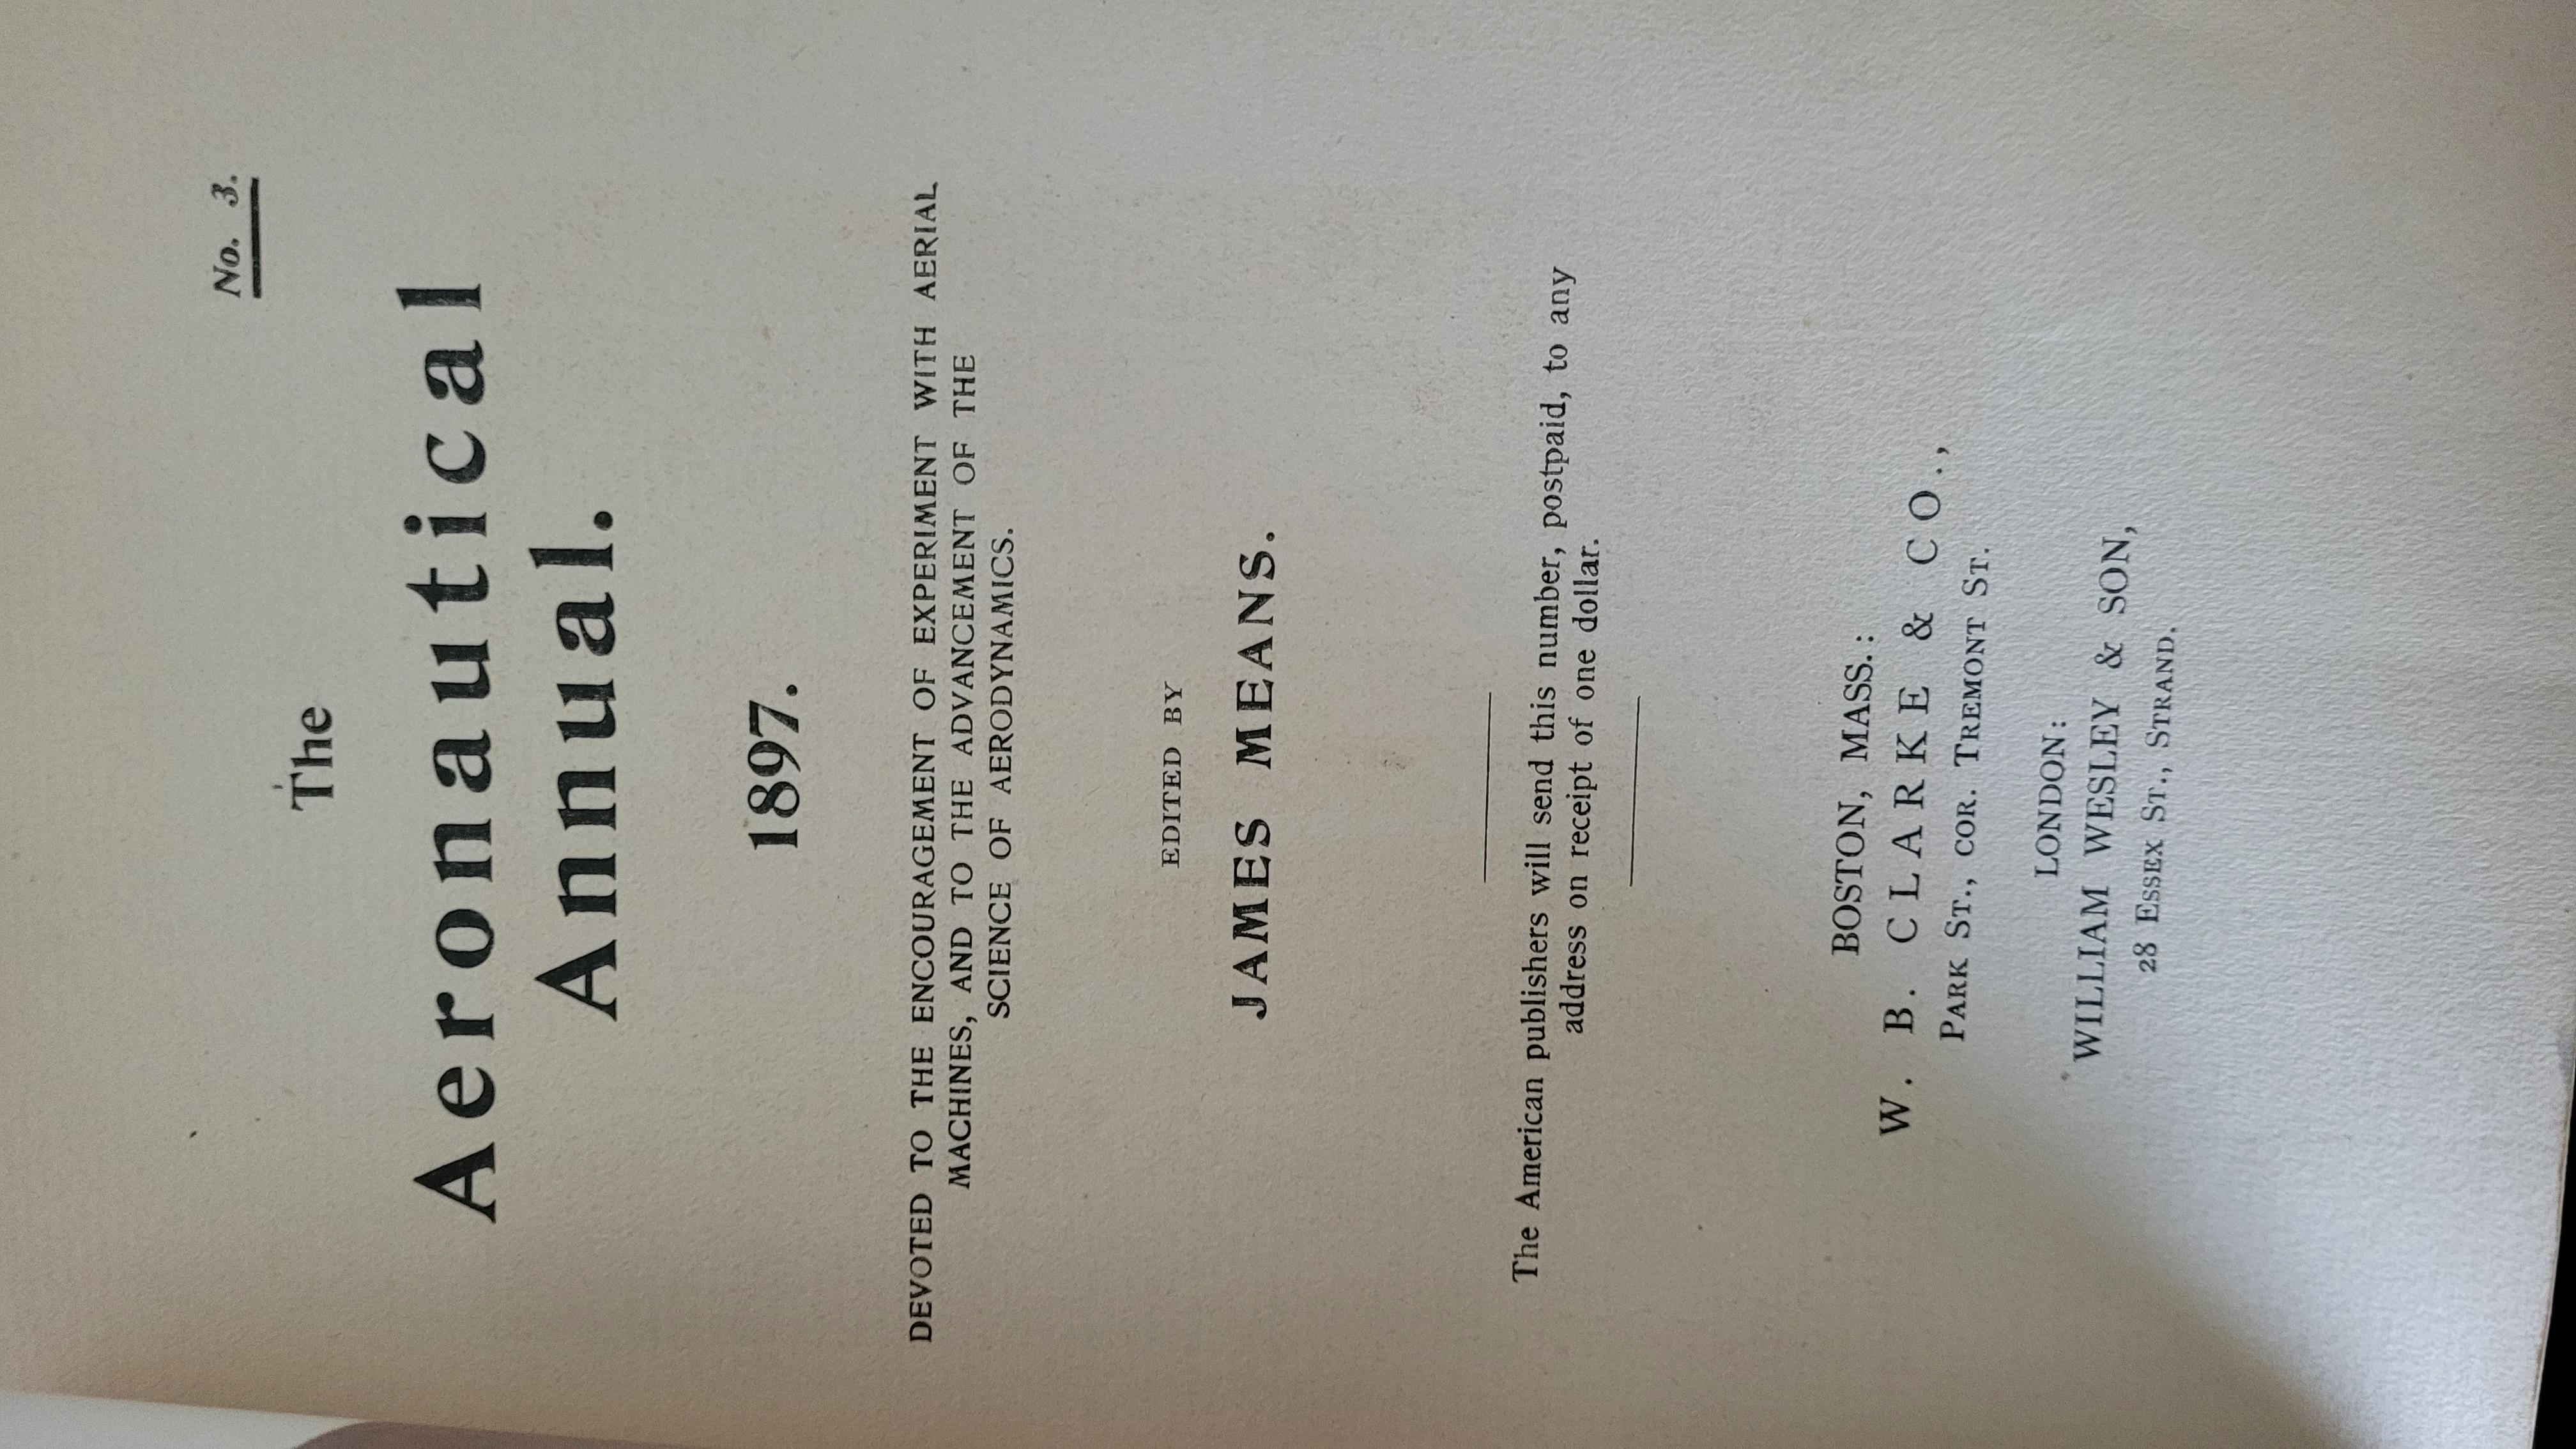 No. 3.
The
Aeronautical
Annual.
1897.
DEVOTED TO THE ENCOURAGEMENT OF EXPERIMENT WITH AERIAL
MACHINES, AND TO THE ADVANCEMENT OF THE
SCIENCE OF AERODYNAMICS.
EDITED BY
JAMES MEANS.
The American publishers will send this number, postpaid, to any
address on receipt of one dollar.
BOSTON, MASS.:
W. B. CLARKE & CO.,
PARK ST., COR. TREMONT ST.
LONDON:
WILLIAM WESLEY & SON,
28 ESSEX ST., STRAND.